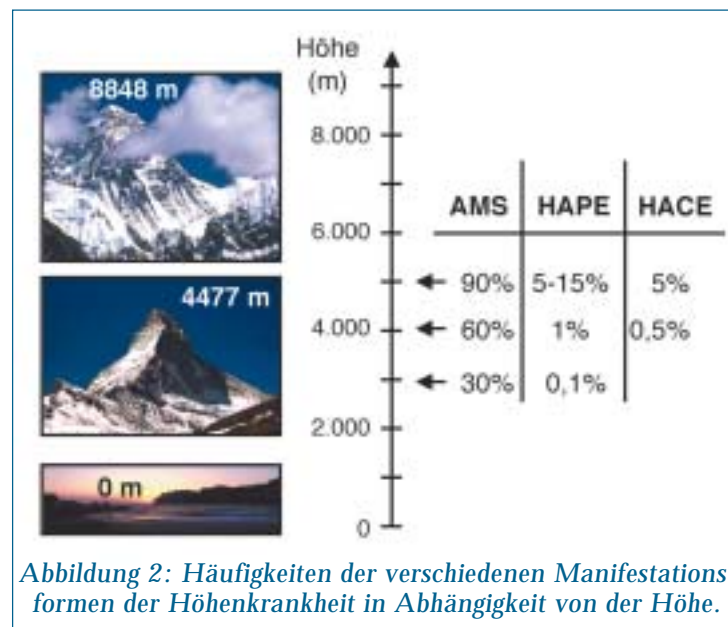 Höhe
(m)
8848 m
8.000
AMS HAPE HACE
6.000
90% 5-15% 5%
4477 m
4.000
60% 1% 0,5%
30% 0,1%
2.000
0 m
0
Abbildung 2: Häufigkeiten der verschiedenen Manifestations
formen der Höhenkrankheit in Abhängigkeit von der Höhe.